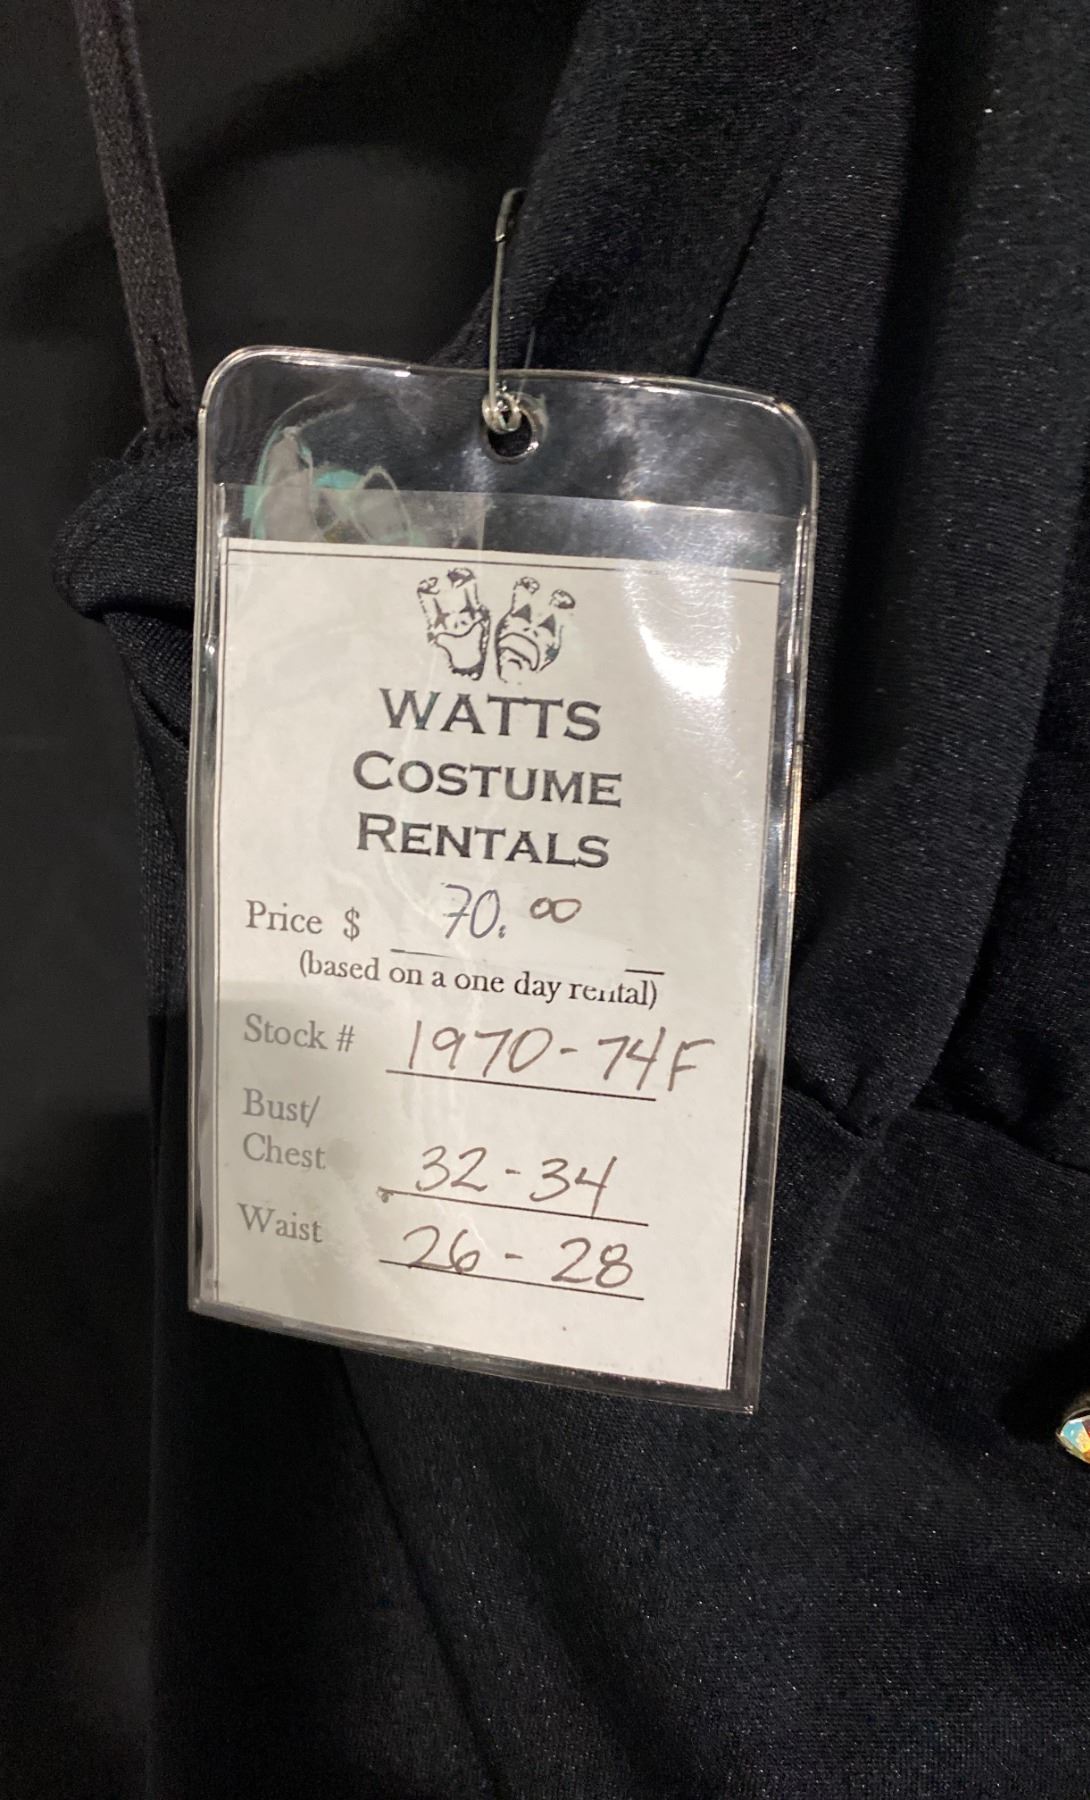 WATTS
COSTUME
RENTALS
Price $ 70.00
(based on a one day rental)
Stock # 1970-74F
Bust/
Chest 32-34
Waist 26-28